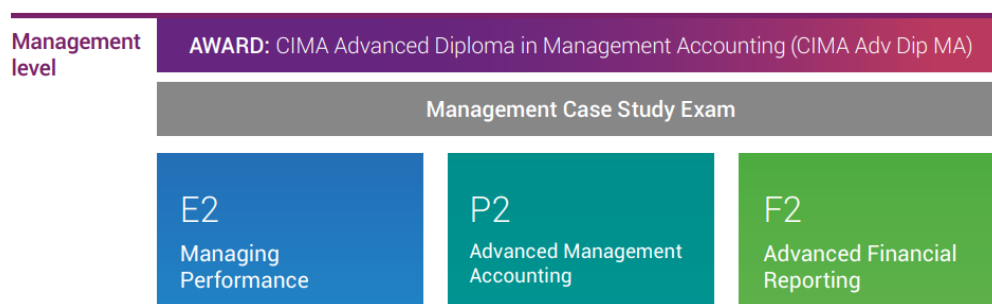 Management
level
AWARD: CIMA Advanced Diploma in Management Accounting (CIMA Adv Dip MA)
Management Case Study Exam
E2
Managing
Performance
P2
Advanced Management
Accounting
F2
Advanced Financial
Reporting